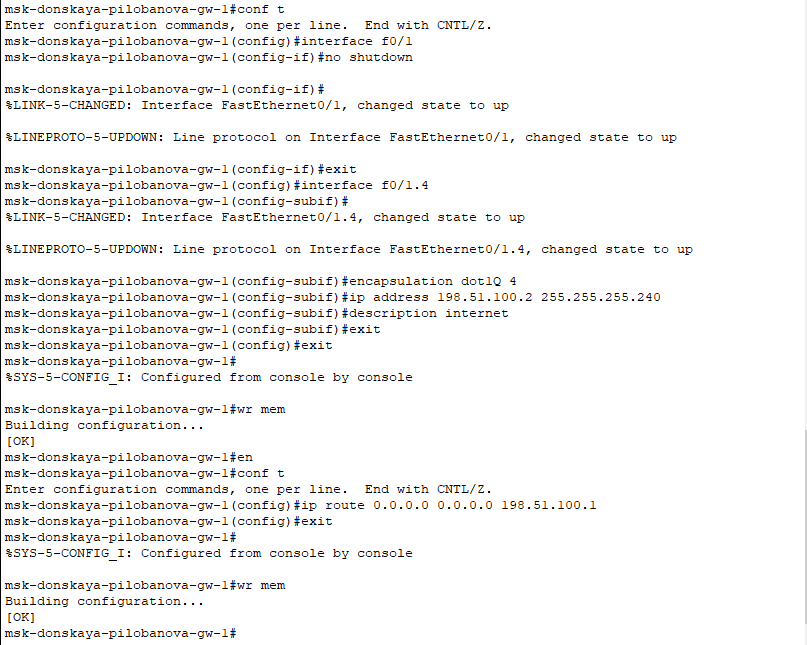 msk-donskaya-pilobanova-gw-1#conf t
Enter configuration commands, one per line.  End with CNTL/Z.
msk-donskaya-pilobanova-gw-1(config)#interface f0/1
msk-donskaya-pilobanova-gw-1(config-if)#no shutdown
msk-donskaya-pilobanova-gw-1(config-if)#
%LINK-5-CHANGED: Interface FastEthernet0/1, changed state to up
%LINEPROTO-5-UPDOWN: Line protocol on Interface FastEthernet0/1, changed state to up
msk-donskaya-pilobanova-gw-1(config-if)#exit
msk-donskaya-pilobanova-gw-1(config)#interface f0/1.4
msk-donskaya-pilobanova-gw-1(config-subif)#
%LINK-5-CHANGED: Interface FastEthernet0/1.4, changed state to up
%LINEPROTO-5-UPDOWN: Line protocol on Interface FastEthernet0/1.4, changed state to up
msk-donskaya-pilobanova-gw-1(config-subif)#encapsulation dot1Q 4
msk-donskaya-pilobanova-gw-1(config-subif)#ip address 198.51.100.2 255.255.255.240
msk-donskaya-pilobanova-gw-1(config-subif)#description internet
msk-donskaya-pilobanova-gw-1(config-subif)#exit
msk-donskaya-pilobanova-gw-1(config)#exit
msk-donskaya-pilobanova-gw-1#
%SYS-5-CONFIG_I: Configured from console by console
msk-donskaya-pilobanova-gw-1#wr mem
Building configuration...
[OK]
msk-donskaya-pilobanova-gw-1#en
msk-donskaya-pilobanova-gw-1#conf t
Enter configuration commands, one per line.  End with CNTL/Z.
msk-donskaya-pilobanova-gw-1(config)#ip route 0.0.0.0 0.0.0.0 198.51.100.1
msk-donskaya-pilobanova-gw-1(config)#exit
msk-donskaya-pilobanova-gw-1#
%SYS-5-CONFIG_I: Configured from console by console
msk-donskaya-pilobanova-gw-1#wr mem
Building configuration...
[OK]
msk-donskaya-pilobanova-gw-1#